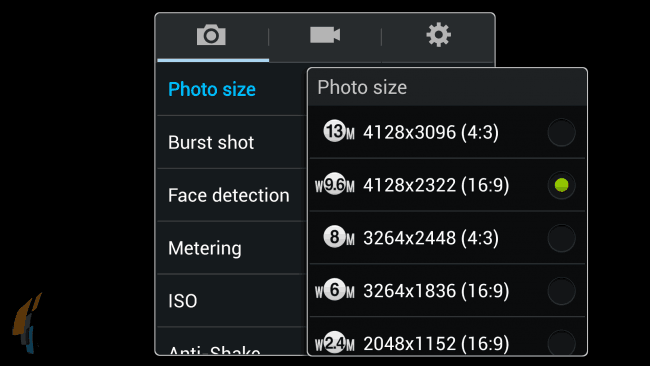 Photo size
Burst shot
Face detection
Metering
ISO
Anti-Shake
Photo size
13M 4128x3096 (4:3)
W9.6M 4128x2322 (16:9)
8M 3264x2448 (4:3)
W6M 3264x1836 (16:9)
W2.4M 2048x1152 (16:9)